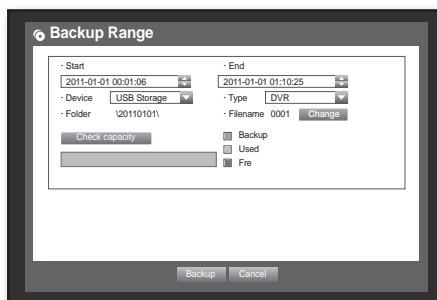 Backup Range
· Start · End
2011-01-01 00:01:06 2011-01-01 01:10:25
· Device USB Storage · Type DVR
· Folder \20110101\ · Filename 0001 Change
Check capacity Backup
Used
Fre
Backup Cancel